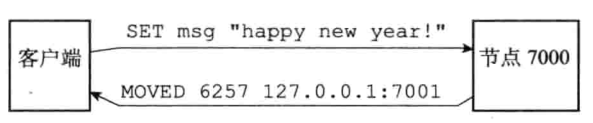 SET msg "happy new year!"
客户端
节点 7000
MOVED 6257 127.0.0.1:7001